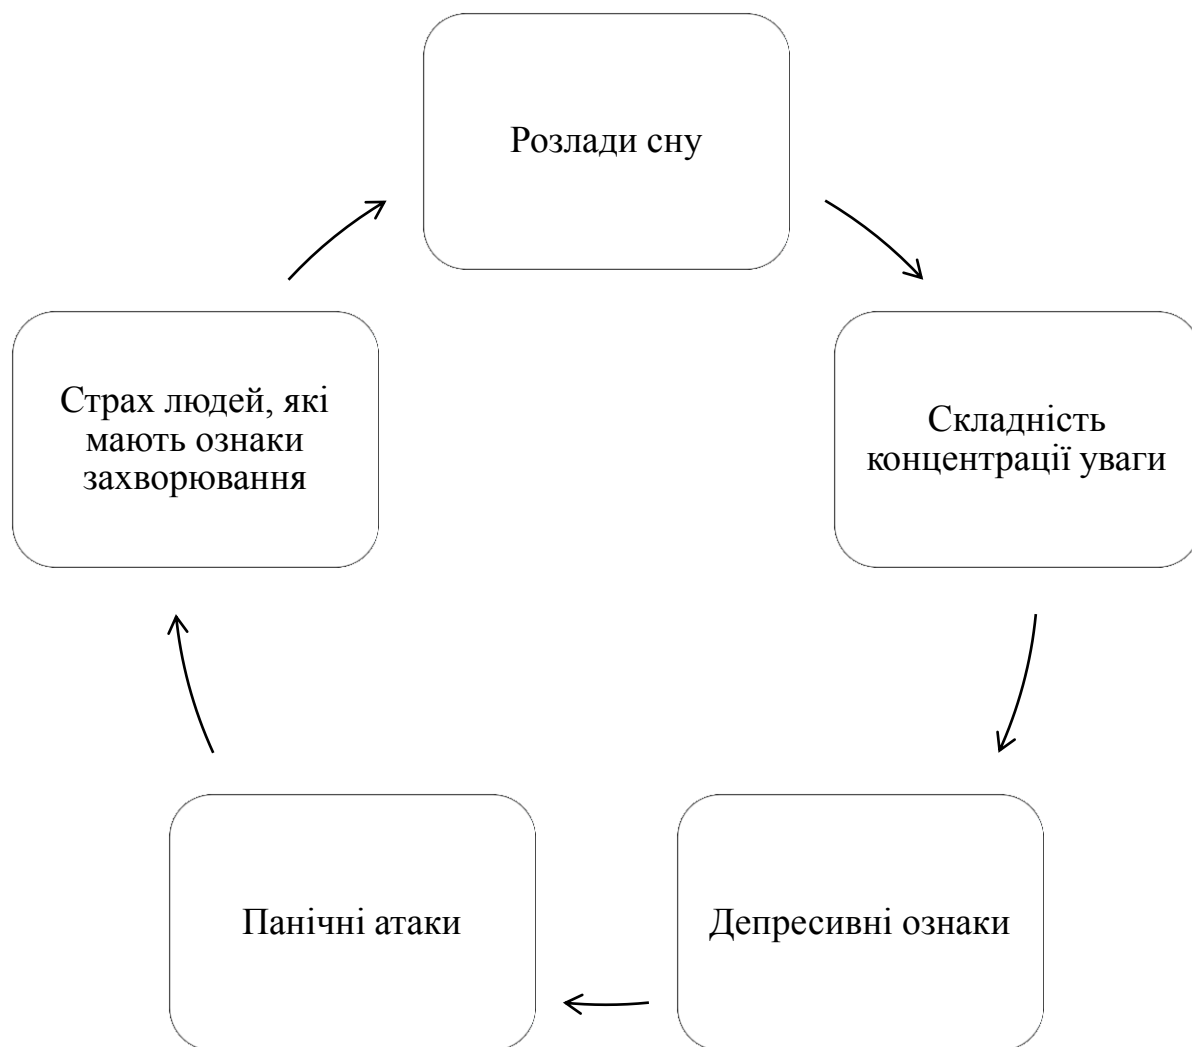 Розлади сну
Складність
концентрації уваги
Депресивні ознаки
Панічні атаки
Страх людей, які
мають ознаки
захворювання